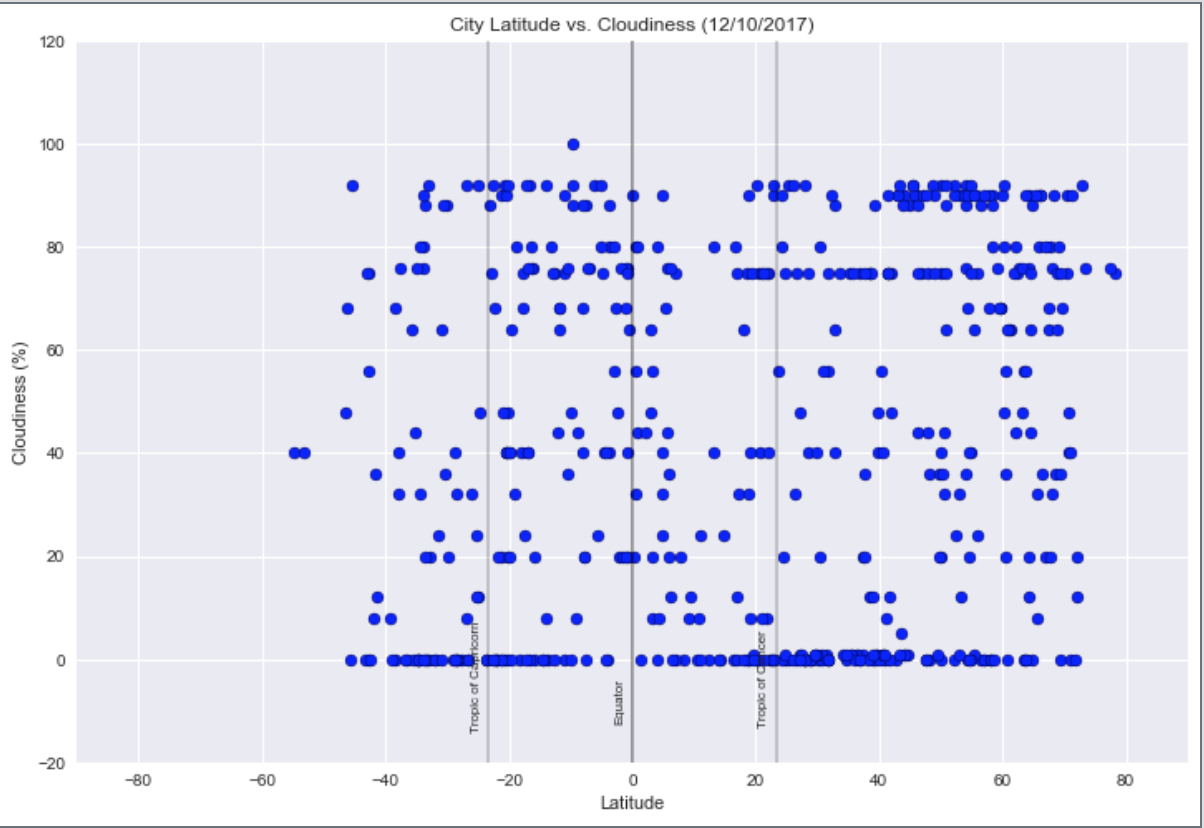 City Latitude vs. Cloudiness (12/10/2017)
120
100
80
60
40
20
0
−20
Cloudiness (%)
Tropic of Capricorn
Equator
Tropic of Cancer
−80
−60
−40
−20
0
20
40
60
80
Latitude